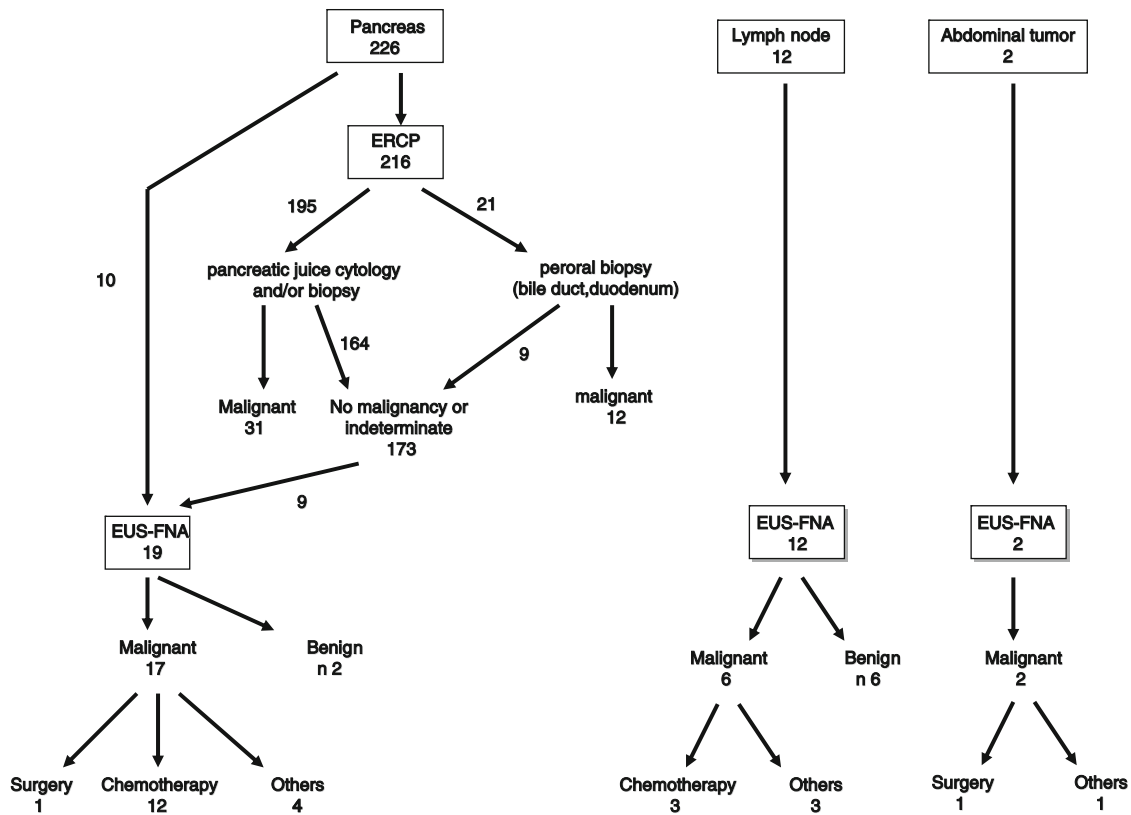 Pancreas
226
Lymph node
12
Abdominal tumor
2
ERCP
216
195
21
10
pancreatic juice cytology
and/or biopsy
peroral biopsy
(bile duct,duodenum)
164
9
Malignant
31
No malignancy or
indeterminate
173
malignant
12
9
EUS-FNA
19
EUS-FNA
12
EUS-FNA
2
Malignant
17
Benign
n 2
Malignant
6
Benign
n 6
Malignant
2
Surgery
1
Chemotherapy
12
Others
4
Chemotherapy
3
Others
3
Surgery
1
Others
1